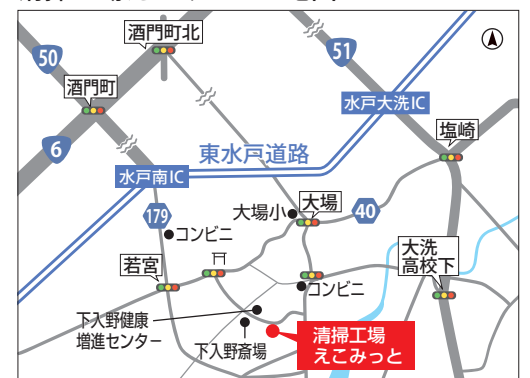 酒門町北
50
51
酒門町
水戸大洗IC
塩崎
6
東水戸道路
水戸南IC
179
大場小
大場
40
コンビニ
大洗
高校下
若宮
コンビニ
下入野健康
増進センター
下入野斎場
清掃工場
えこみっと